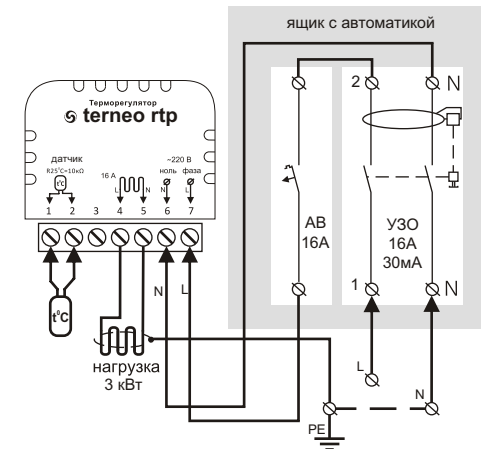 ящик с автоматикой
2
N
Терморегулятор
terneo rtp
датчик
R25°C=10кΩ
t°C
16 А
L
N
~220 В
ноль
фаза
N
L
1 2 3 4 5 6 7
АВ
16А
УЗО
16А
30мА
1
N
t°C
N
L
нагрузка
3 кВт
L
N
PE